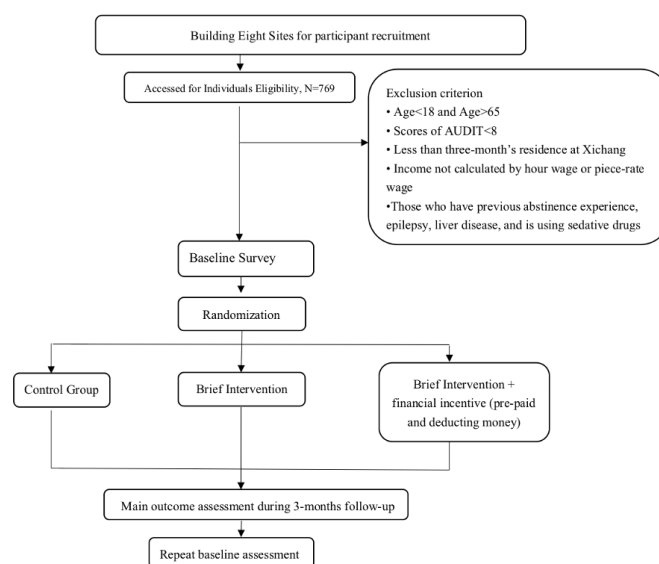 Building Eight Sites for participant recruitment
Accessed for Individuals Eligibility, N=769
Exclusion criterion
• Age<18 and Age>65
• Scores of AUDIT<8
• Less than three-month’s residence at Xichang
• Income not calculated by hour wage or piece-rate
wage
•Those who have previous abstinence experience,
epilepsy, liver disease, and is using sedative drugs
Baseline Survey
Randomization
Control Group
Brief Intervention
Brief Intervention +
financial incentive (pre-paid
and deducting money)
Main outcome assessment during 3-months follow-up
Repeat baseline assessment